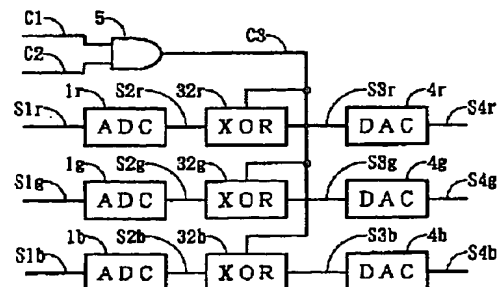 C1 5 C3
C2
1r S2r 32r S3r 4r
S1r ADC XOR DAC S4r
1g S2g 32g S3g 4g
S1g ADC XOR DAC S4g
1b S2b 32b S3b 4b
S1b ADC XOR DAC S4b